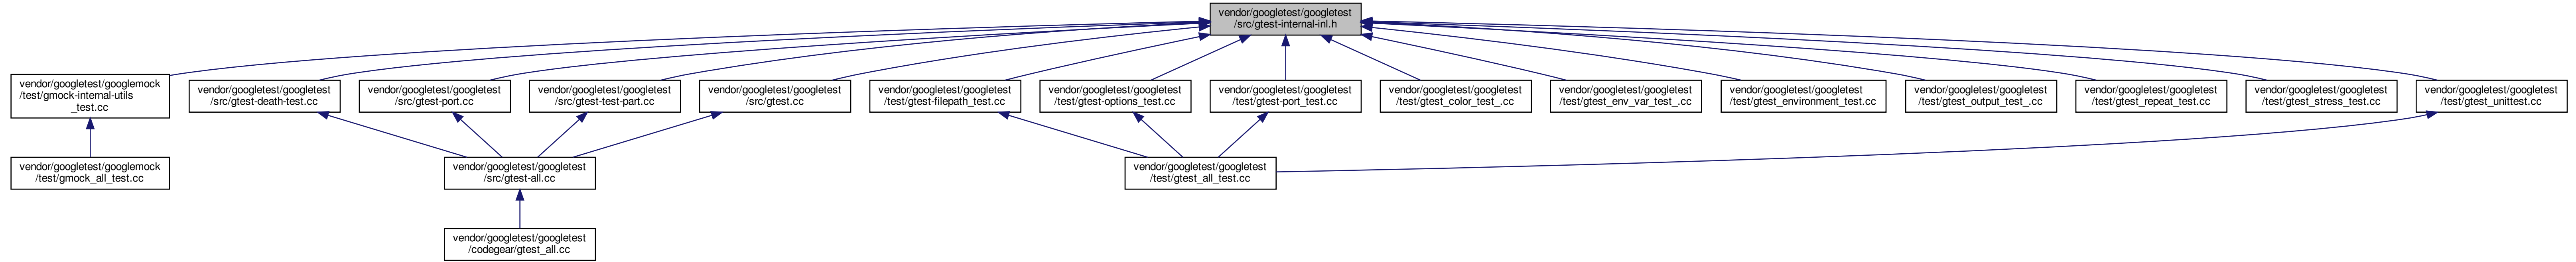 vendor/googletest/googletest
/src/gtest-internal-inl.h
vendor/googletest/googlemock
/test/gmock-internal-utils
_test.cc
vendor/googletest/googletest
/src/gtest-death-test.cc
vendor/googletest/googletest
/src/gtest-port.cc
vendor/googletest/googletest
/src/gtest-test-part.cc
vendor/googletest/googletest
/src/gtest.cc
vendor/googletest/googletest
/test/gtest-filepath_test.cc
vendor/googletest/googletest
/test/gtest-options_test.cc
vendor/googletest/googletest
/test/gtest-port_test.cc
vendor/googletest/googletest
/test/gtest_color_test_.cc
vendor/googletest/googletest
/test/gtest_env_var_test_.cc
vendor/googletest/googletest
/test/gtest_environment_test.cc
vendor/googletest/googletest
/test/gtest_output_test_.cc
vendor/googletest/googletest
/test/gtest_repeat_test.cc
vendor/googletest/googletest
/test/gtest_stress_test.cc
vendor/googletest/googletest
/test/gtest_unittest.cc
vendor/googletest/googlemock
/test/gmock_all_test.cc
vendor/googletest/googletest
/src/gtest-all.cc
vendor/googletest/googletest
/test/gtest_all_test.cc
vendor/googletest/googletest
/codegear/gtest_all.cc